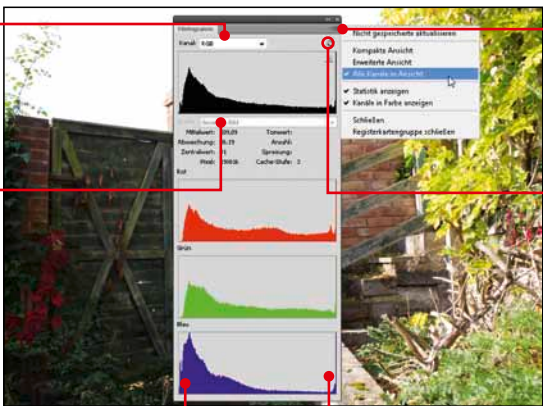 Histogramm
Kanal: RGB
Mittelwert:
Tonwert:
Abweichung:
Anzahl:
Zentralwert:
Spreizung:
Pixel:
Cache-Stufe: 2
Rot
Grün
Blau
Nicht gespeicherte aktualisieren
Kompakte Ansicht
Erweiterte Ansicht
Alle Kanäle in Ansicht
Statistik anzeigen
Kanäle in Farbe anzeigen
Schließen
Registerkartengruppe schließen